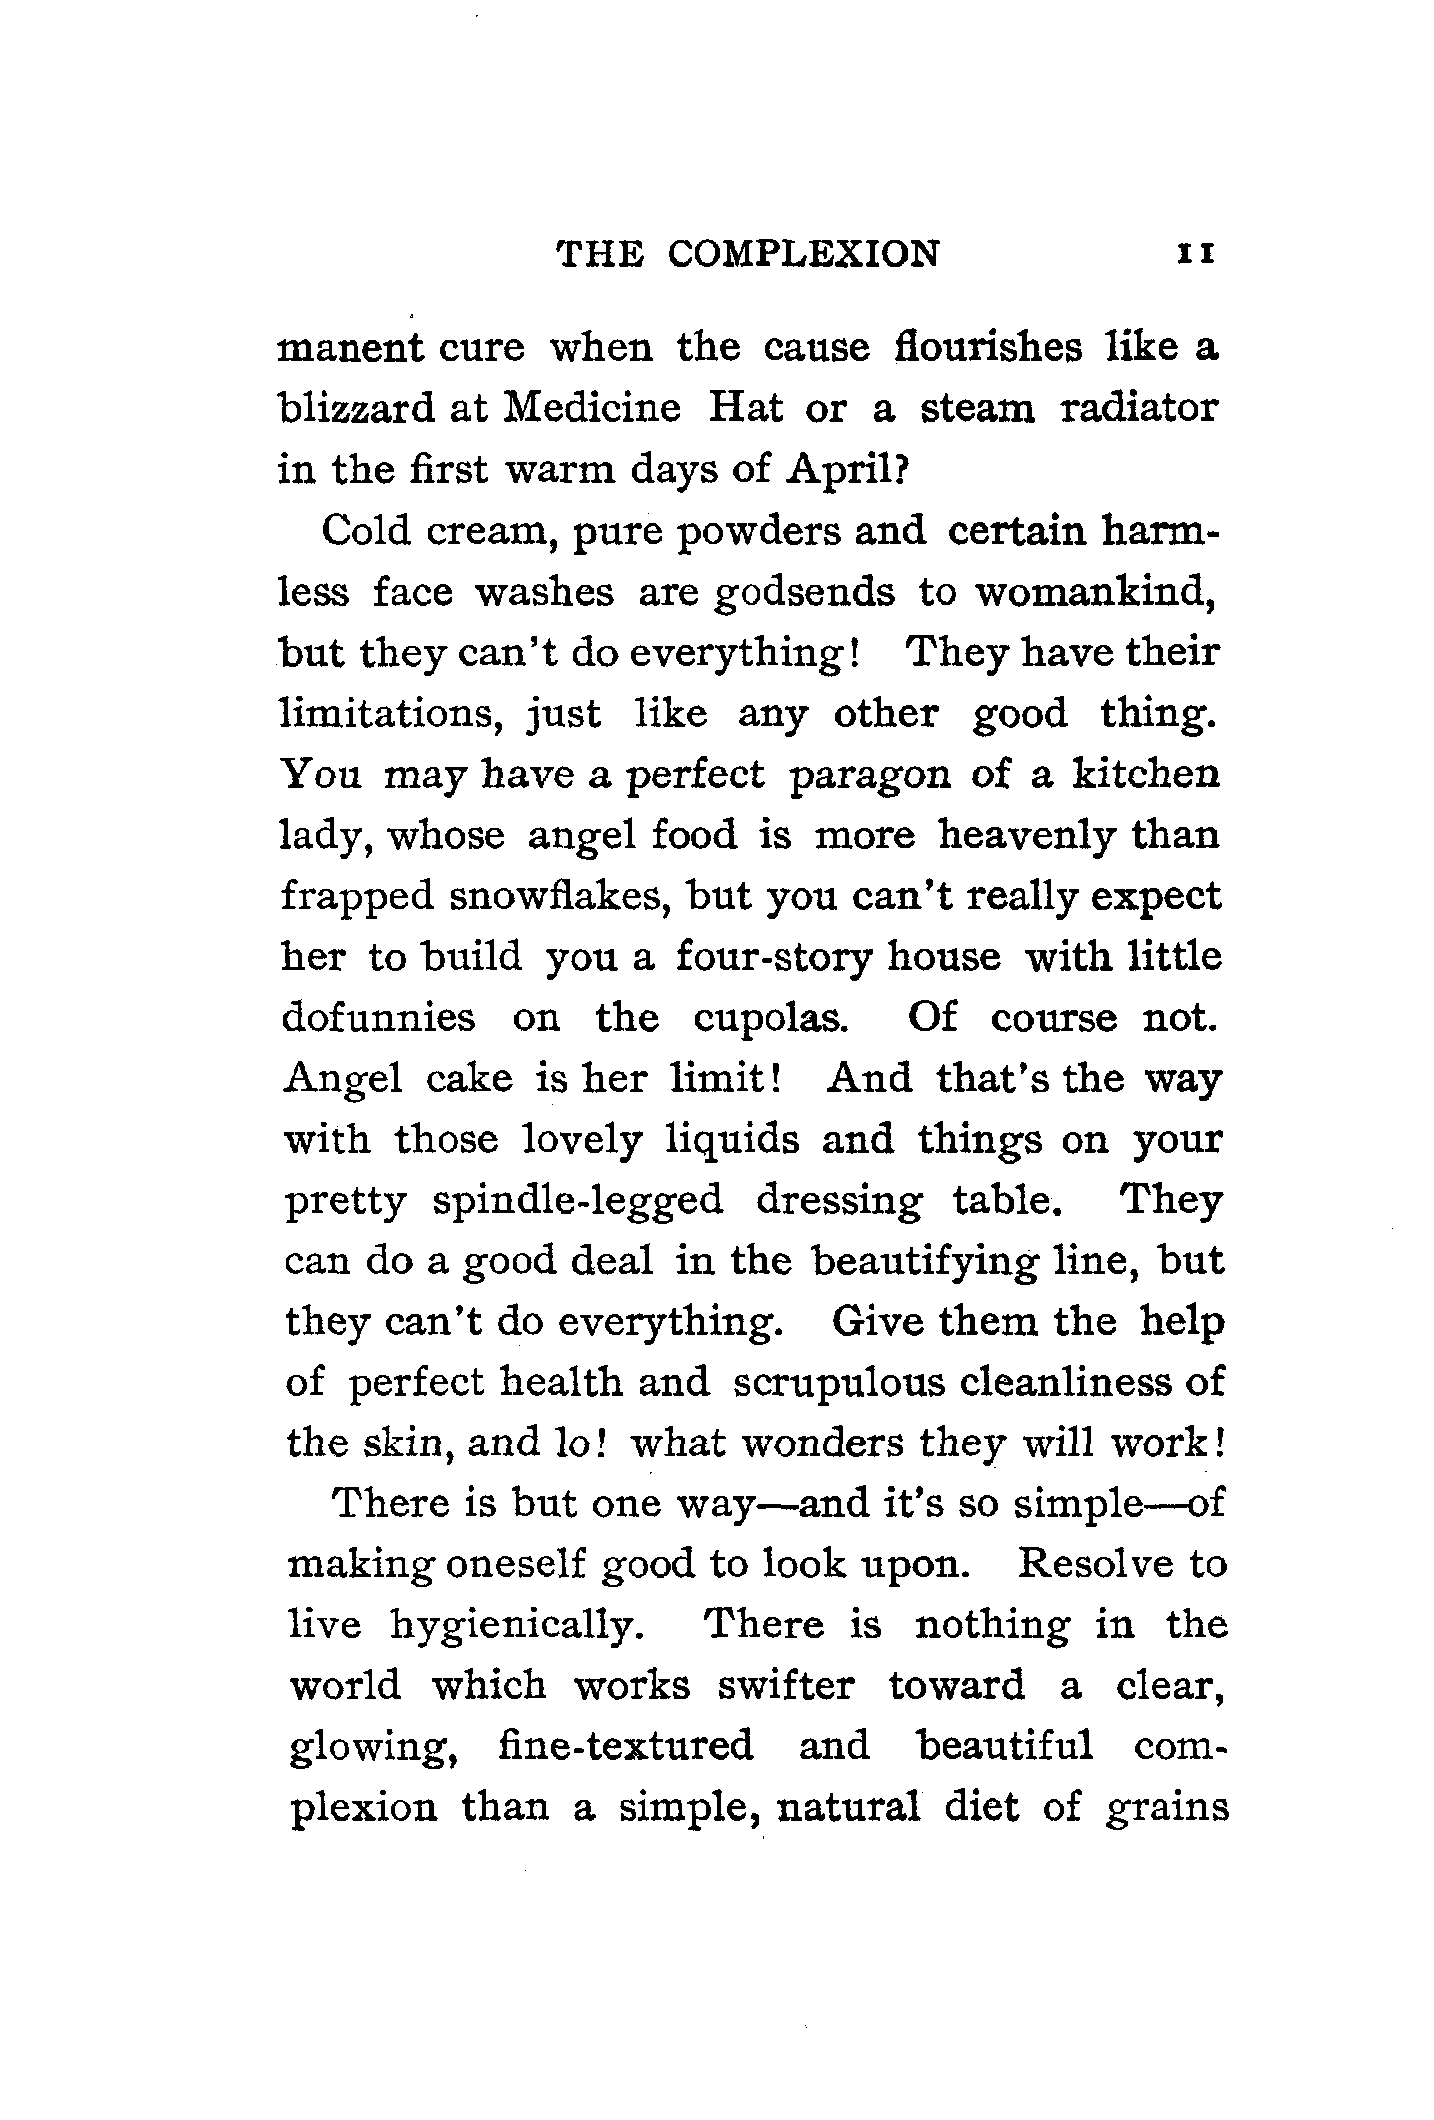 THE COMPLEXION 11
manent cure when the cause flourishes like a
blizzard at Medicine Hat or a steam radiator
in the first warm days of April?
Cold cream, pure powders and certain harm-
less face washes are godsends to womankind,
but they can't do everything! They have their
limitations, just like any other good thing.
You may have a perfect paragon of a kitchen
lady, whose angel food is more heavenly than
frapped snowflakes, but you can't really expect
her to build you a four-story house with little
dofunnies on the cupolas. Of course not.
Angel cake is her limit! And that's the way
with those lovely liquids and things on your
pretty spindle-legged dressing table. They
can do a good deal in the beautifying line, but
they can't do everything. Give them the help
of perfect health and scrupulous cleanliness of
the skin, and lo! what wonders they will work!
There is but one way—and it's so simple—of
making oneself good to look upon. Resolve to
live hygienically. There is nothing in the
world which works swifter toward a clear,
glowing, fine-textured and beautiful com-
plexion than a simple, natural diet of grains